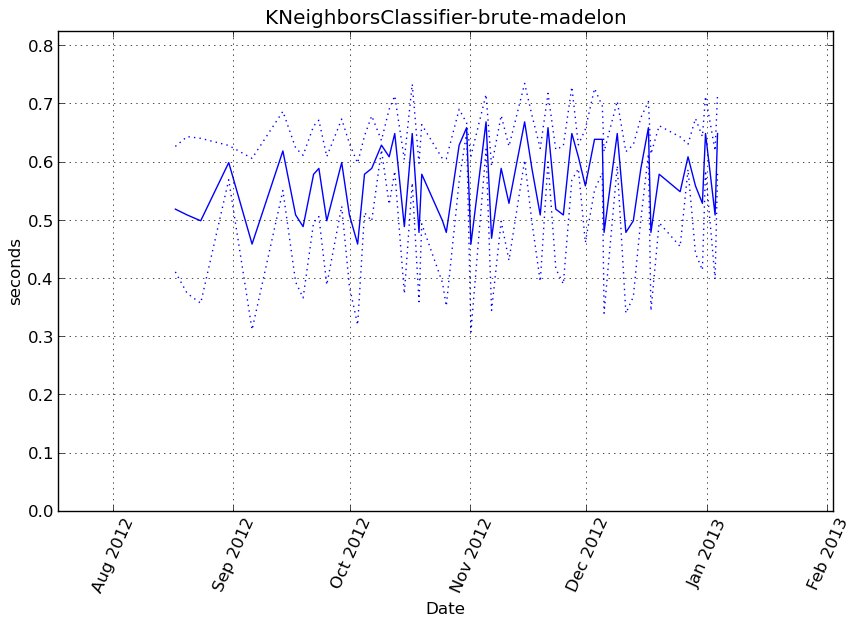 KNeighborsClassifier-brute-madelon
0.8
0.7
0.6
0.5
0.4
0.3
0.2
0.1
0.0
seconds
Aug 2012
Sep 2012
Oct 2012
Nov 2012
Dec 2012
Jan 2013
Feb 2013
Date